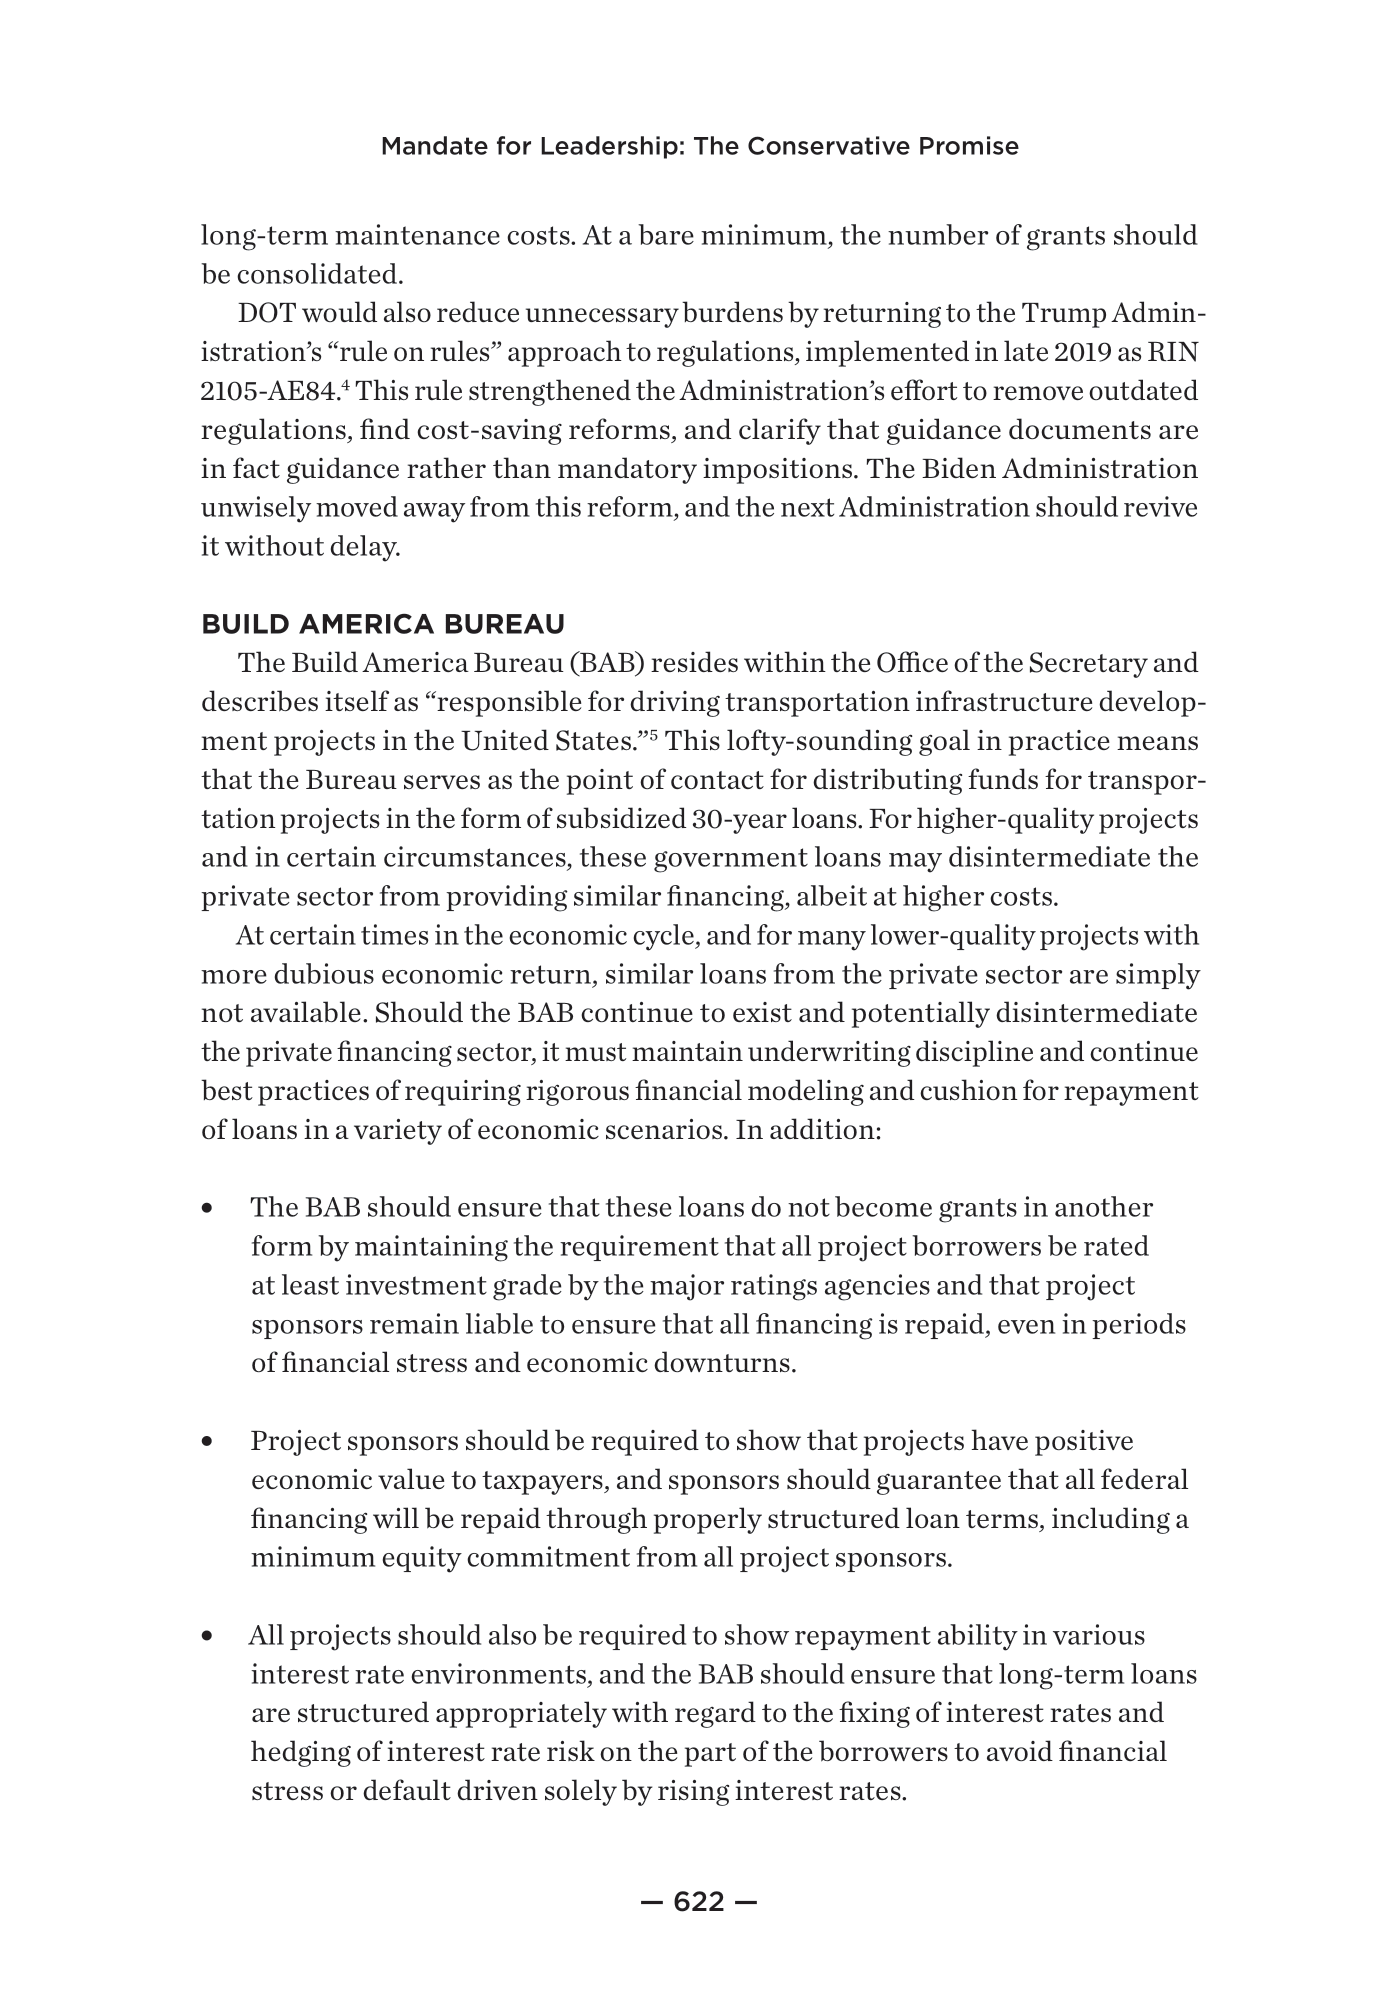 Mandate for Leadership: The Conservative Promise
long-term maintenance costs. At a bare minimum, the number of grants should
be consolidated.
DOT would also reduce unnecessary burdens by returning to the Trump Admin-
istration’s “rule on rules” approach to regulations, implemented in late 2019 as RIN
2105-AE84.⁴ This rule strengthened the Administration’s effort to remove outdated
regulations, find cost-saving reforms, and clarify that guidance documents are
in fact guidance rather than mandatory impositions. The Biden Administration
unwisely moved away from this reform, and the next Administration should revive
it without delay.
BUILD AMERICA BUREAU
The Build America Bureau (BAB) resides within the Office of the Secretary and
describes itself as “responsible for driving transportation infrastructure develop-
ment projects in the United States.”⁵ This lofty-sounding goal in practice means
that the Bureau serves as the point of contact for distributing funds for transpor-
tation projects in the form of subsidized 30-year loans. For higher-quality projects
and in certain circumstances, these government loans may disintermediate the
private sector from providing similar financing, albeit at higher costs.
At certain times in the economic cycle, and for many lower-quality projects with
more dubious economic return, similar loans from the private sector are simply
not available. Should the BAB continue to exist and potentially disintermediate
the private financing sector, it must maintain underwriting discipline and continue
best practices of requiring rigorous financial modeling and cushion for repayment
of loans in a variety of economic scenarios. In addition:
• The BAB should ensure that these loans do not become grants in another
form by maintaining the requirement that all project borrowers be rated
at least investment grade by the major ratings agencies and that project
sponsors remain liable to ensure that all financing is repaid, even in periods
of financial stress and economic downturns.
• Project sponsors should be required to show that projects have positive
economic value to taxpayers, and sponsors should guarantee that all federal
financing will be repaid through properly structured loan terms, including a
minimum equity commitment from all project sponsors.
• All projects should also be required to show repayment ability in various
interest rate environments, and the BAB should ensure that long-term loans
are structured appropriately with regard to the fixing of interest rates and
hedging of interest rate risk on the part of the borrowers to avoid financial
stress or default driven solely by rising interest rates.
— 622 —